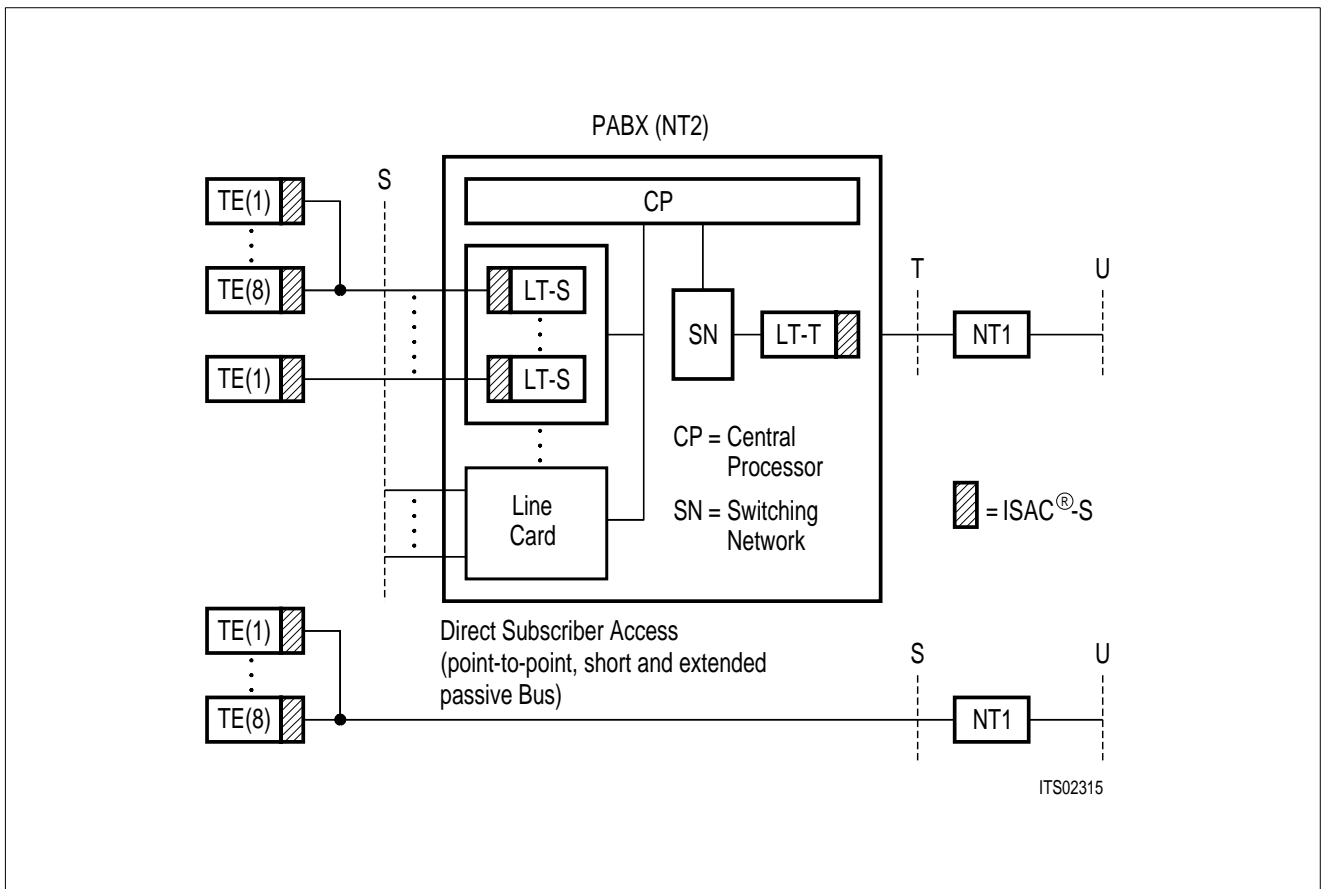 PABX (NT2)
S
TE(1)
CP
TE(8)
LT-S
T
U
SN
LT-T
NT1
TE(1)
LT-S
CP = Central
Processor
Line
Card
SN = Switching
Network
= ISAC®-S
TE(1)
Direct Subscriber Access
(point-to-point, short and extended
passive Bus)
S
U
TE(8)
NT1
ITS02315